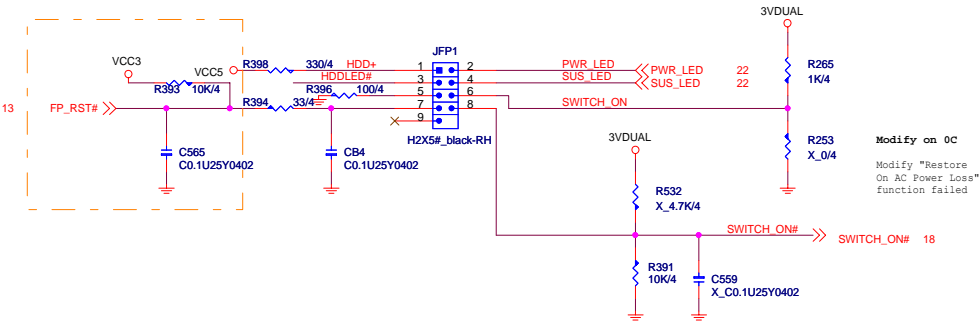 3VDUAL
VCC3
VCC5
R398
330/4
HDD+
JFP1
1
2
PWR_LED
PWR_LED 22
R265
1K/4
HDDLED#
3
4
SUS_LED
SUS_LED 22
R393
10K/4
R396
100/4
5
6
SWITCH_ON
13
FP_RST#
R394
33/4
7
8
9
H2X5#_black-RH
C565
C0.1U25Y0402
CB4
C0.1U25Y0402
R253
X_0/4
Modify on 0C
Modify "Restore
On AC Power Loss"
function failed
3VDUAL
R532
X_4.7K/4
SWITCH_ON#
SWITCH_ON# 18
R391
10K/4
C559
X_C0.1U25Y0402